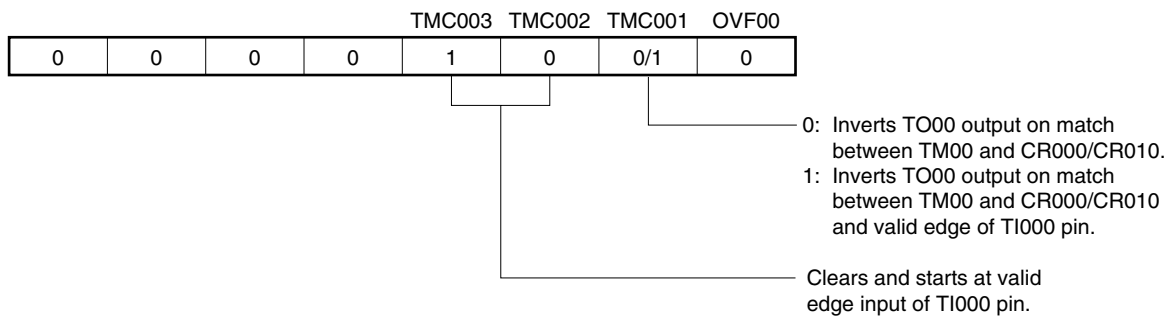 TMC003 TMC002 TMC001 OVF00
0 0 0 0 1 0 0/1 0
0: Inverts TO00 output on match
between TM00 and CR000/CR010.
1: Inverts TO00 output on match
between TM00 and CR000/CR010
and valid edge of TI000 pin.
Clears and starts at valid
edge input of TI000 pin.